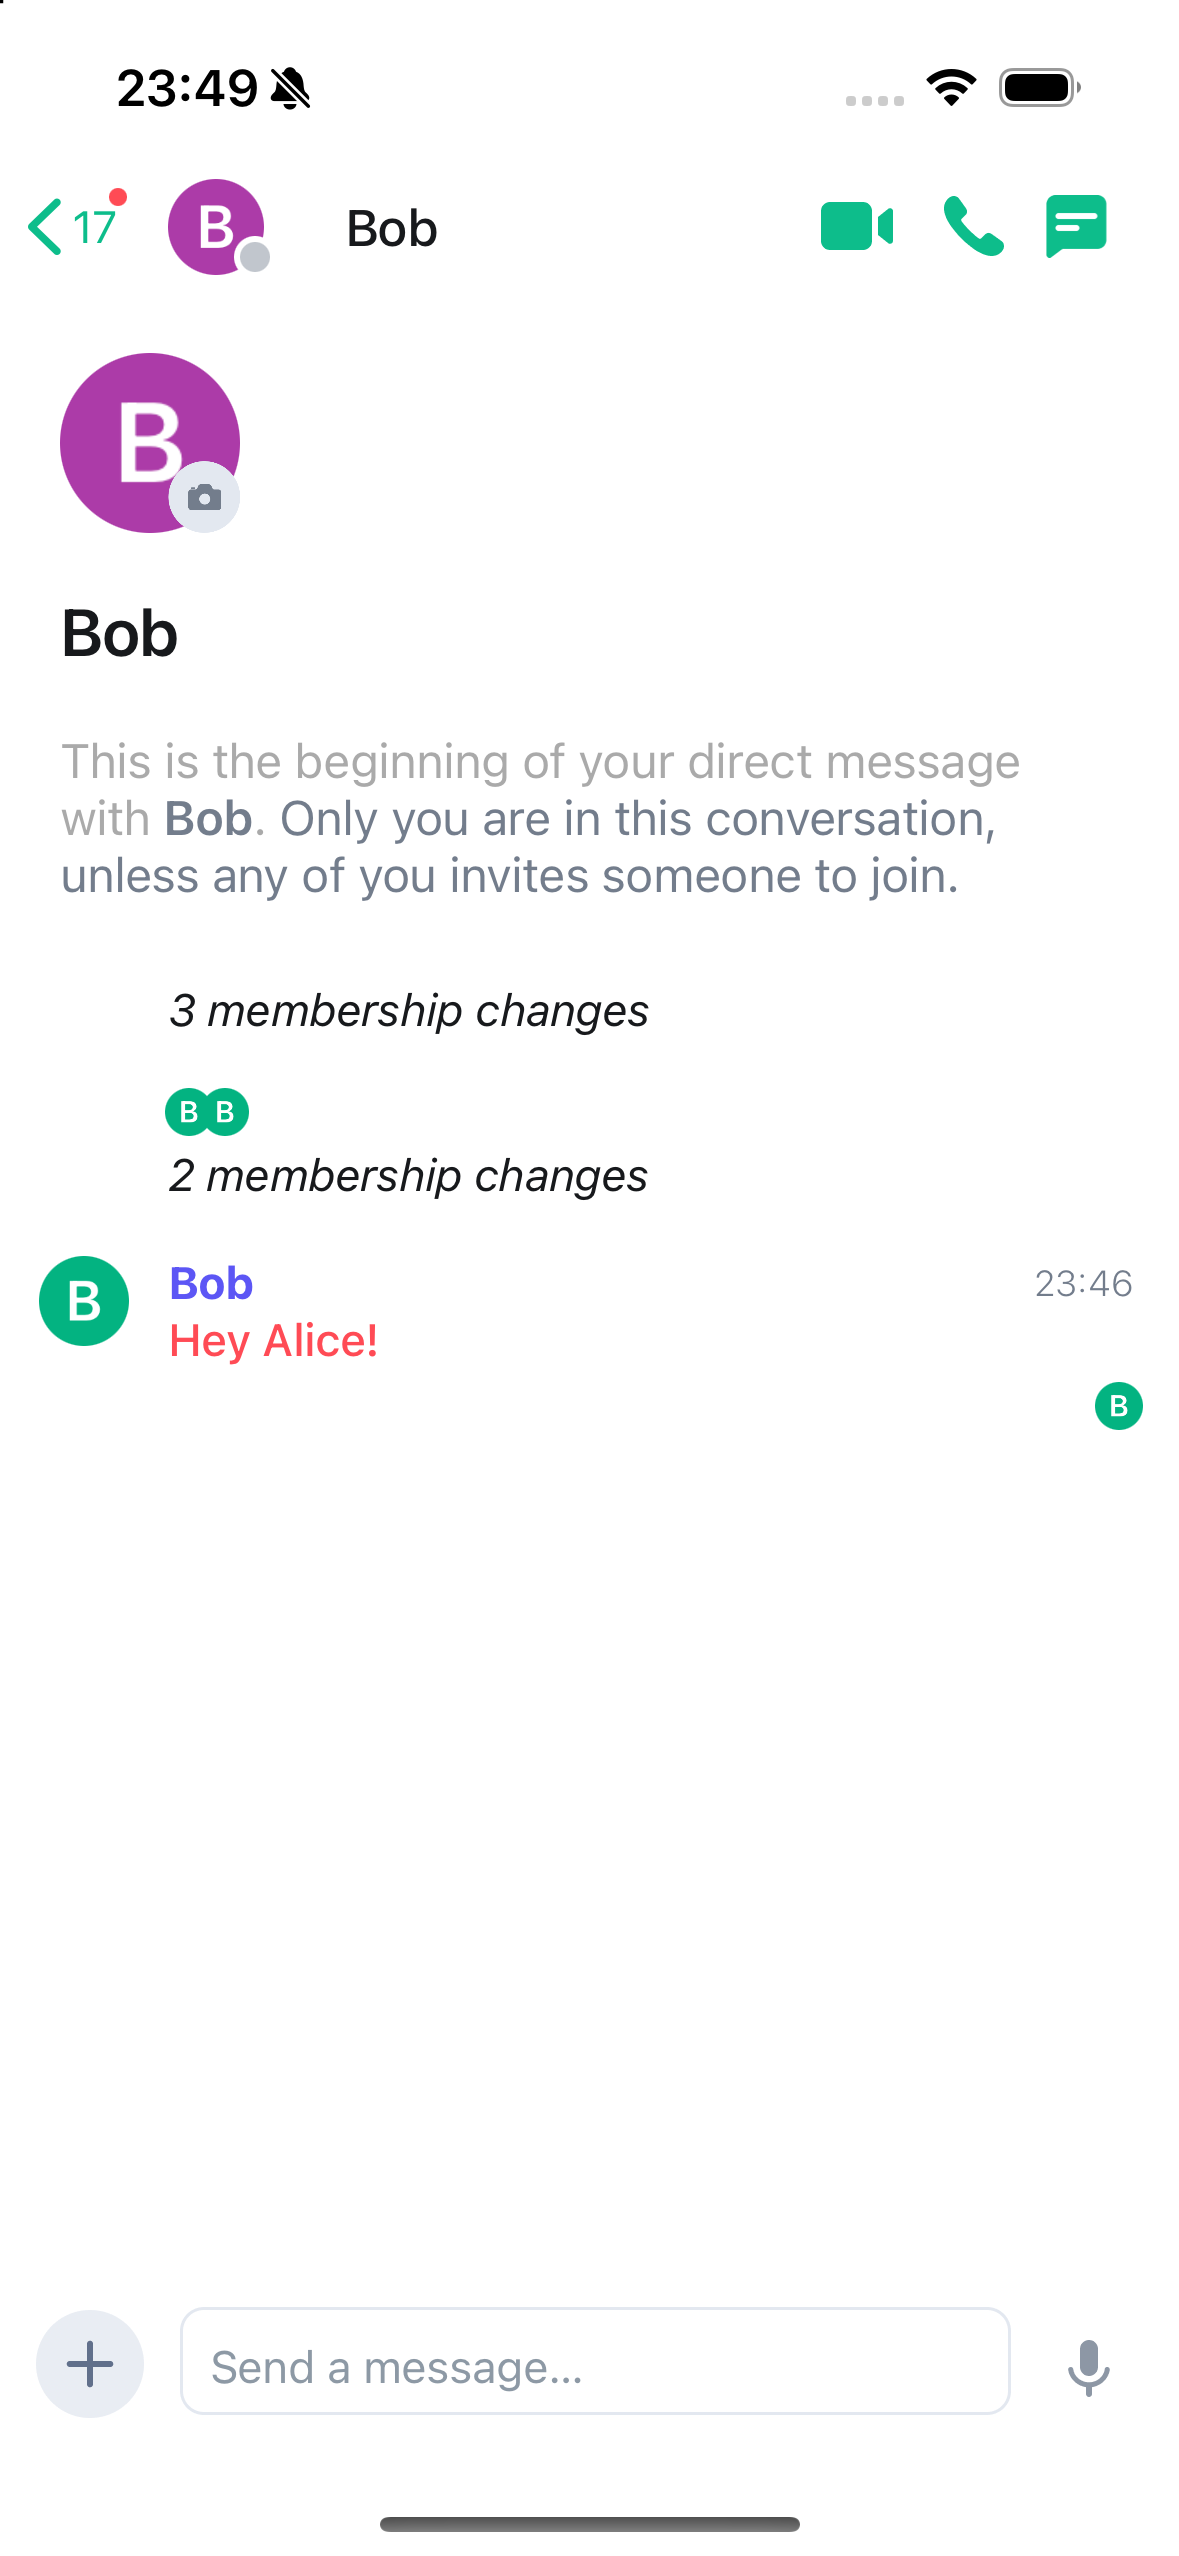 23:49
17
B
Bob
B
Bob
This is the beginning of your direct message
with Bob. Only you are in this conversation,
unless any of you invites someone to join.
3 membership changes
B B
2 membership changes
B
Bob
23:46
Hey Alice!
B
Send a message...